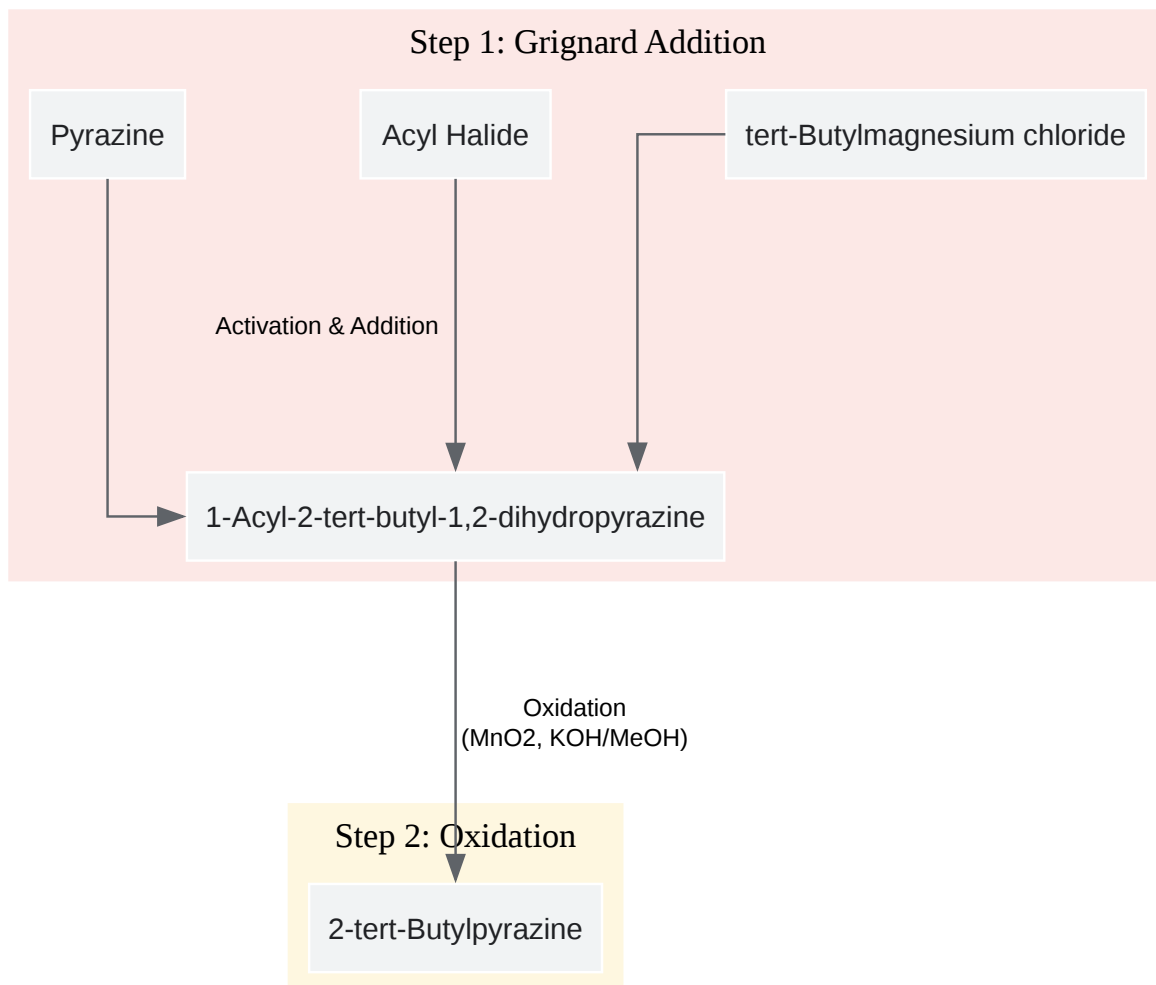 Step 1: Grignard Addition
Pyrazine
Acyl Halide
tert-Butylmagnesium chloride
Activation & Addition
1-Acyl-2-tert-butyl-1,2-dihydropyrazine
Oxidation
(MnO2, KOH/MeOH)
Step 2: Oxidation
2-tert-Butylpyrazine